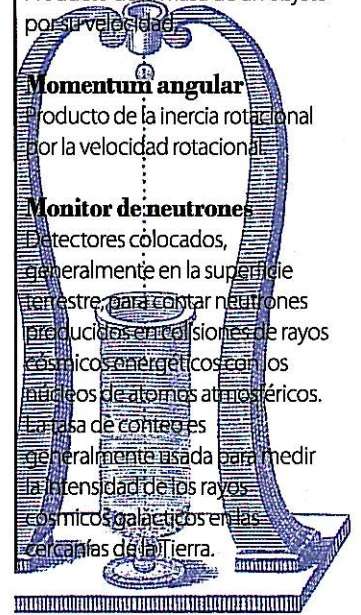 por su velocidad.
Momentum angular
Producto de la inercia rotacional
por la velocidad rotacional.
Monitor de neutrones
Detectores colocados,
generalmente en la superficie
terrestre, para contar neutrones
producidos en colisiones de rayos
cósmicos energéticos con los
núcleos de átomos atmosféricos.
La tasa de conteo es
generalmente usada para medir
la intensidad de los rayos
cósmicos galácticos en las
cercanías de la Tierra.